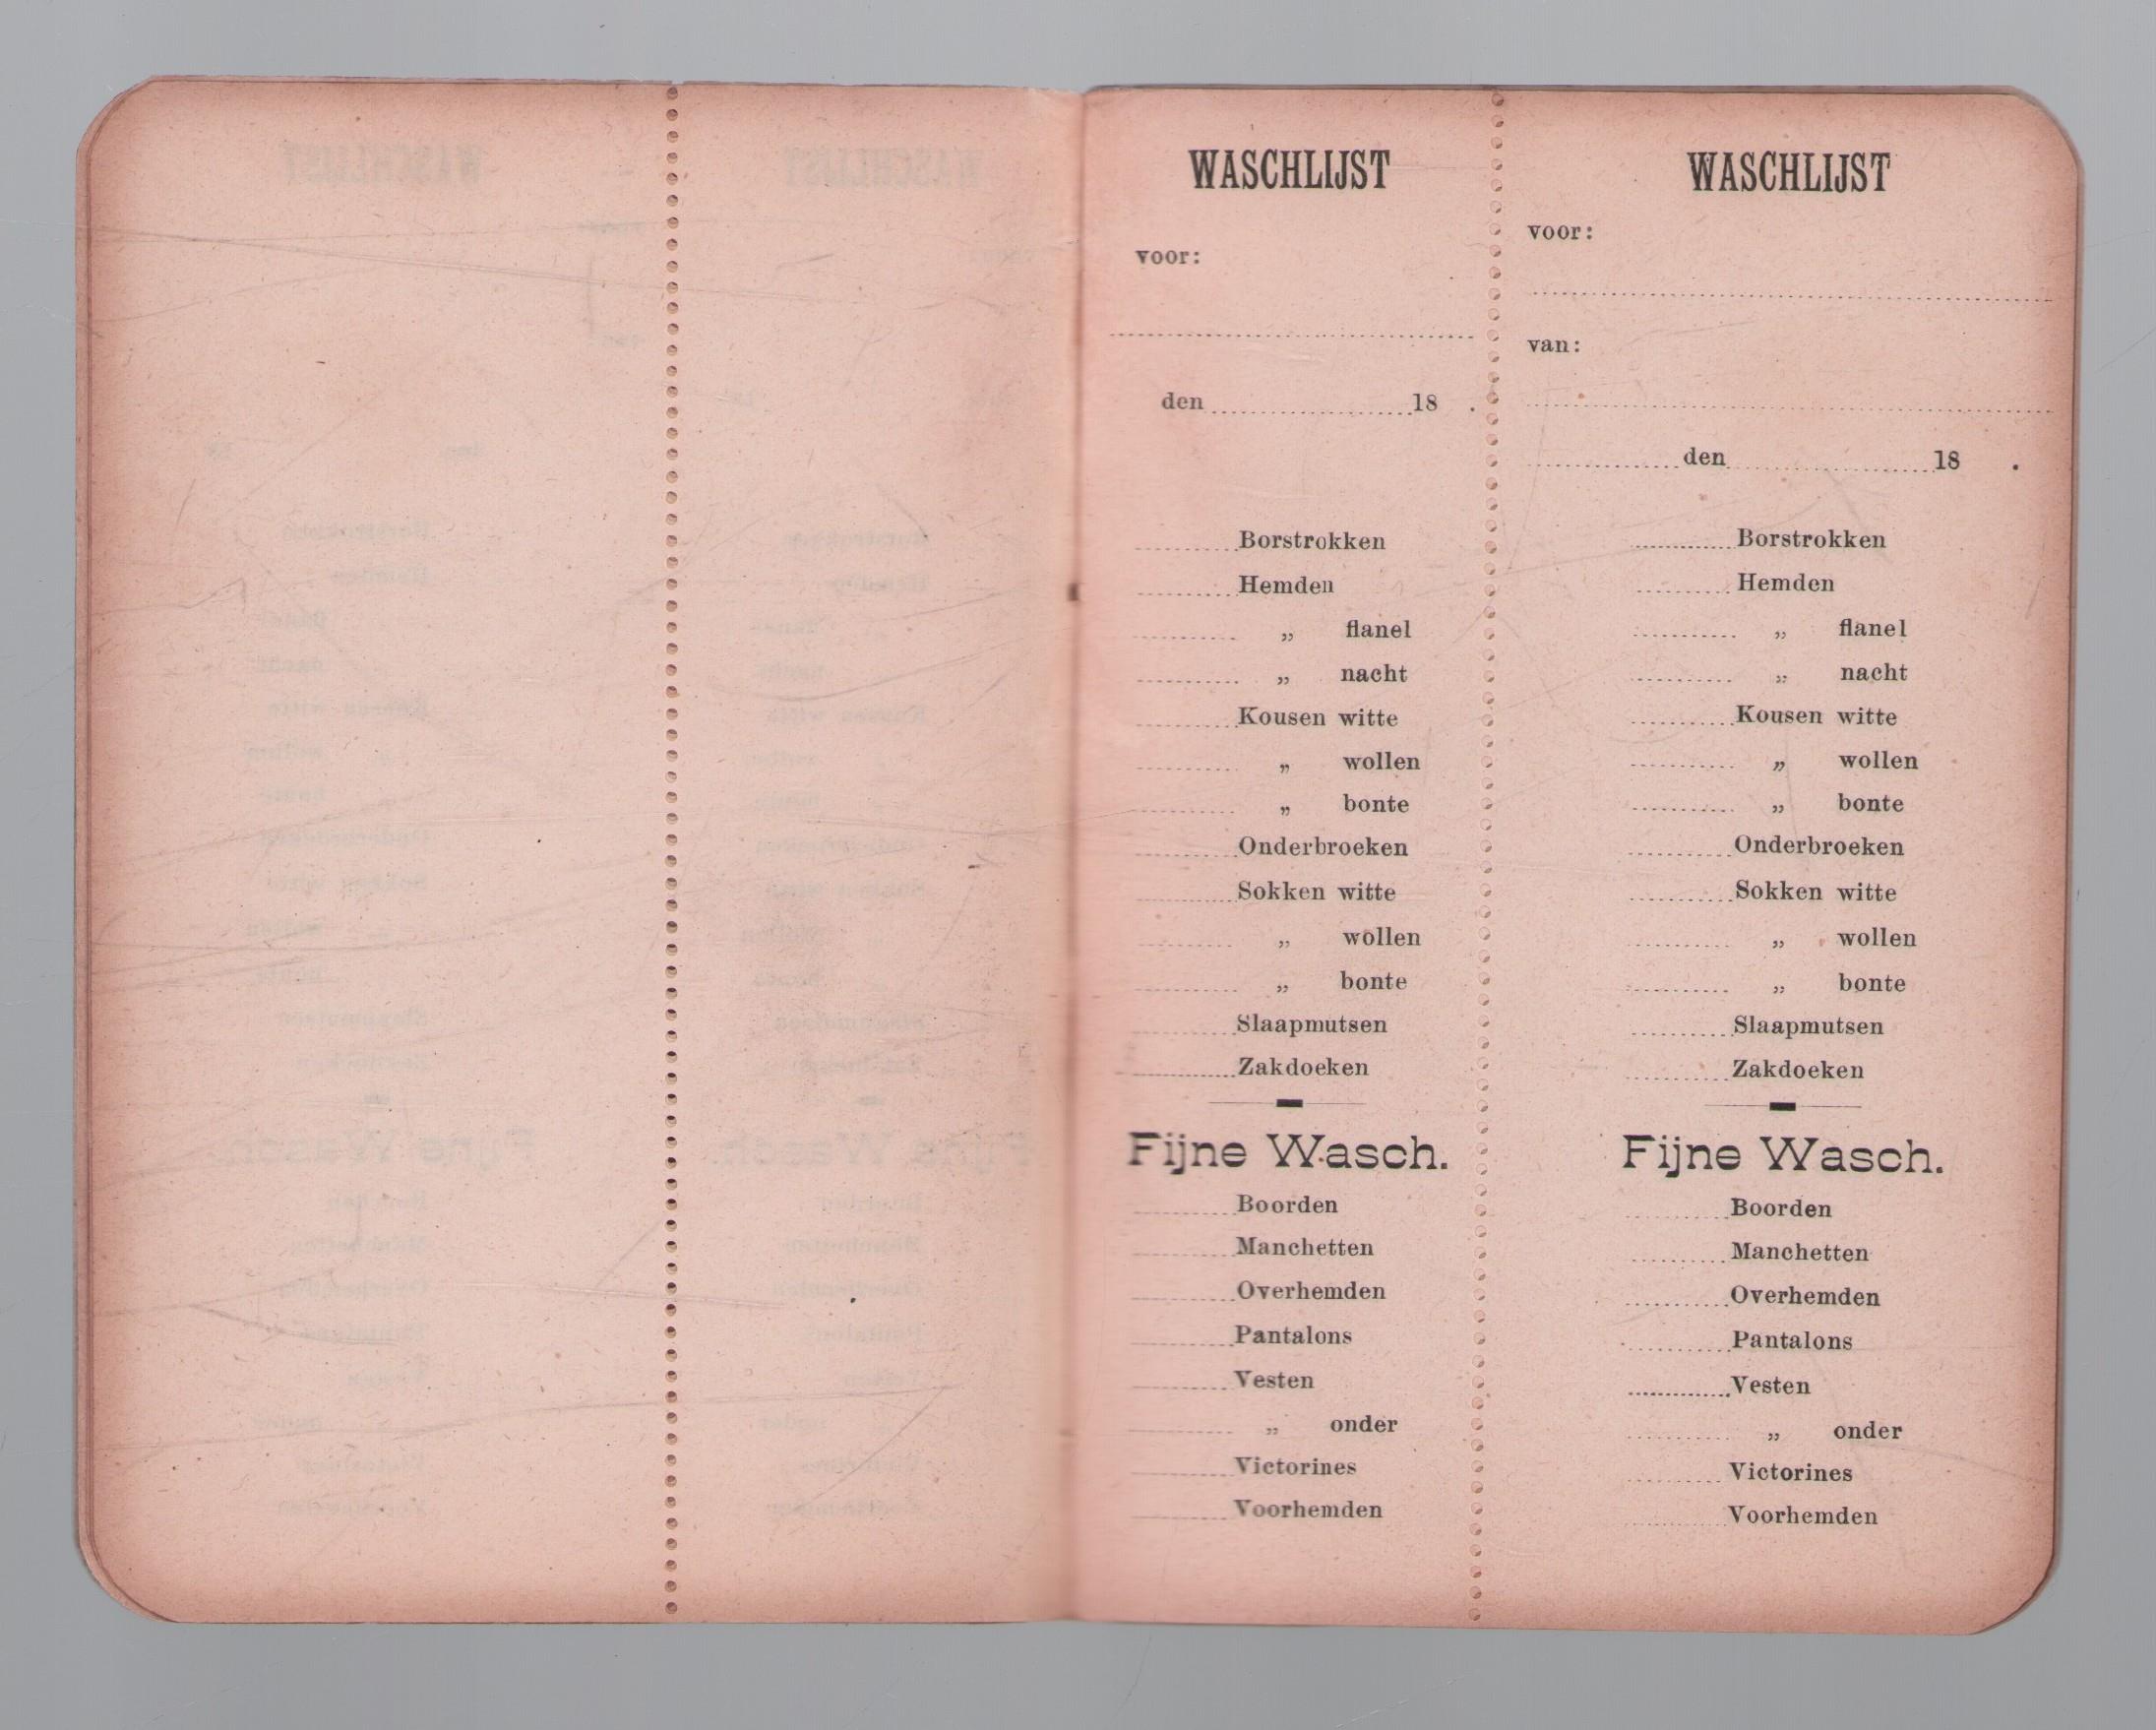 WASCHLIJST
voor:
den 18 .
Borstrokken
Hemden
„ flanel
„ nacht
Kousen witte
„ wollen
„ bonte
Onderbroeken
Sokken witte
„ wollen
„ bonte
Slaapmutsen
Zakdoeken
Fijne Wasch.
Boorden
Manchetten
Overhemden
Pantalons
Vesten
„ onder
Victorines
Voorhemden
WASCHLIJST
voor:
van:
den 18 .
Borstrokken
Hemden
„ flanel
„ nacht
Kousen witte
„ wollen
„ bonte
Onderbroeken
Sokken witte
„ wollen
„ bonte
Slaapmutsen
Zakdoeken
Fijne Wasch.
Boorden
Manchetten
Overhemden
Pantalons
Vesten
„ onder
Victorines
Voorhemden